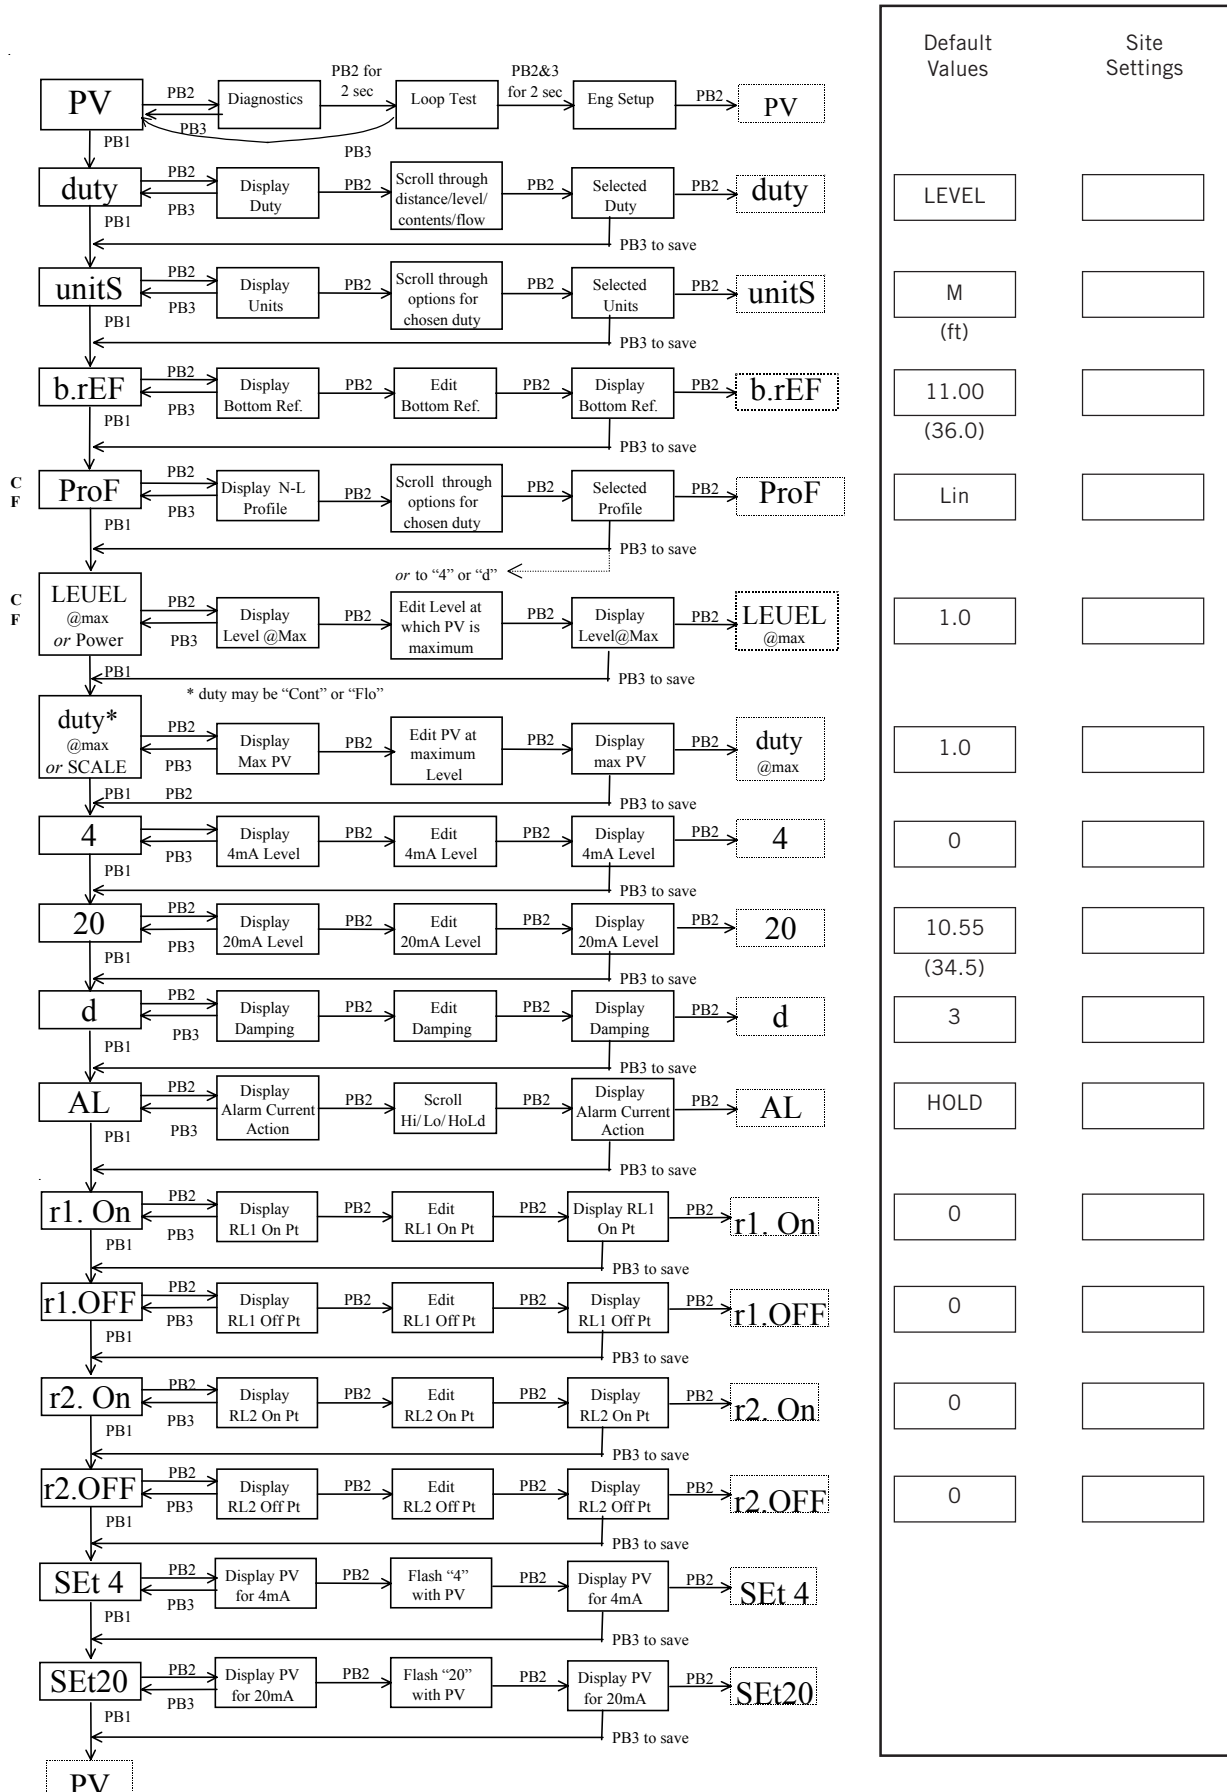 Default
Values
Site
Settings
PV
PB2
PB3
Diagnostics
PB2 for
2 sec
Loop Test
PB2&3
for 2 sec
Eng Setup
PB2
PV
PB3
PB1
duty
PB2
PB3
Display
Duty
PB2
Scroll through
distance/level/
contents/flow
PB2
Selected
Duty
PB2
duty
LEVEL
PB1
PB3 to save
unitS
PB2
PB3
Display
Units
PB2
Scroll through
options for
chosen duty
PB2
Selected
Units
PB2
unitS
M
(ft)
PB1
PB3 to save
b.rEF
PB2
PB3
Display
Bottom Ref.
PB2
Edit
Bottom Ref.
PB2
Display
Bottom Ref.
PB2
b.rEF
11.00
(36.0)
PB1
PB3 to save
C
F
ProF
PB2
PB3
Display N-L
Profile
PB2
Scroll through
options for
chosen duty
PB2
Selected
Profile
PB2
ProF
Lin
PB1
PB3 to save
or to “4” or “d”
C
F
LEUEL
@max
or Power
PB2
PB3
Display
Level @Max
PB2
Edit Level at
which PV is
maximum
PB2
Display
Level@Max
PB2
LEUEL
@max
1.0
PB1
PB3 to save
* duty may be “Cont” or “Flo”
duty*
@max
or SCALE
PB2
PB3
Display
Max PV
PB2
Edit PV at
maximum
Level
PB2
Display
max PV
PB2
duty
@max
1.0
PB1
PB2
PB3 to save
4
PB3
Display
4mA Level
PB2
Edit
4mA Level
PB2
Display
4mA Level
PB2
4
0
PB1
PB3 to save
20
PB2
PB3
Display
20mA Level
PB2
Edit
20mA Level
PB2
Display
20mA Level
PB2
20
10.55
(34.5)
PB1
PB3 to save
d
PB2
PB3
Display
Damping
PB2
Edit
Damping
PB2
Display
Damping
PB2
d
3
PB1
PB3 to save
AL
PB2
PB3
Display
Alarm Current
Action
PB2
Scroll
Hi/Lo/HoLd
PB2
Display
Alarm Current
Action
PB2
AL
HOLD
PB1
PB3 to save
r1. On
PB2
PB3
Display
RL1 On Pt
PB2
Edit
RL1 On Pt
PB2
Display RL1
On Pt
PB2
r1. On
0
PB1
PB3 to save
r1.OFF
PB2
PB3
Display
RL1 Off Pt
PB2
Edit
RL1 Off Pt
PB2
Display
RL1 Off Pt
PB2
r1.OFF
0
PB1
PB3 to save
r2. On
PB2
PB3
Display
RL2 On Pt
PB2
Edit
RL2 On Pt
PB2
Display
RL2 On Pt
PB2
r2. On
0
PB1
PB3 to save
r2.OFF
PB2
PB3
Display
RL2 Off Pt
PB2
Edit
RL2 Off Pt
PB2
Display
RL2 Off Pt
PB2
r2.OFF
0
PB1
PB3 to save
SEt 4
PB2
PB3
Display PV
for 4mA
PB2
Flash “4”
with PV
PB2
Display PV
for 4mA
PB2
SEt 4
PB1
PB3 to save
SEt20
PB2
PB3
Display PV
for 20mA
PB2
Flash “20”
with PV
PB2
Display PV
for 20mA
PB2
SEt20
PB1
PB3 to save
PV